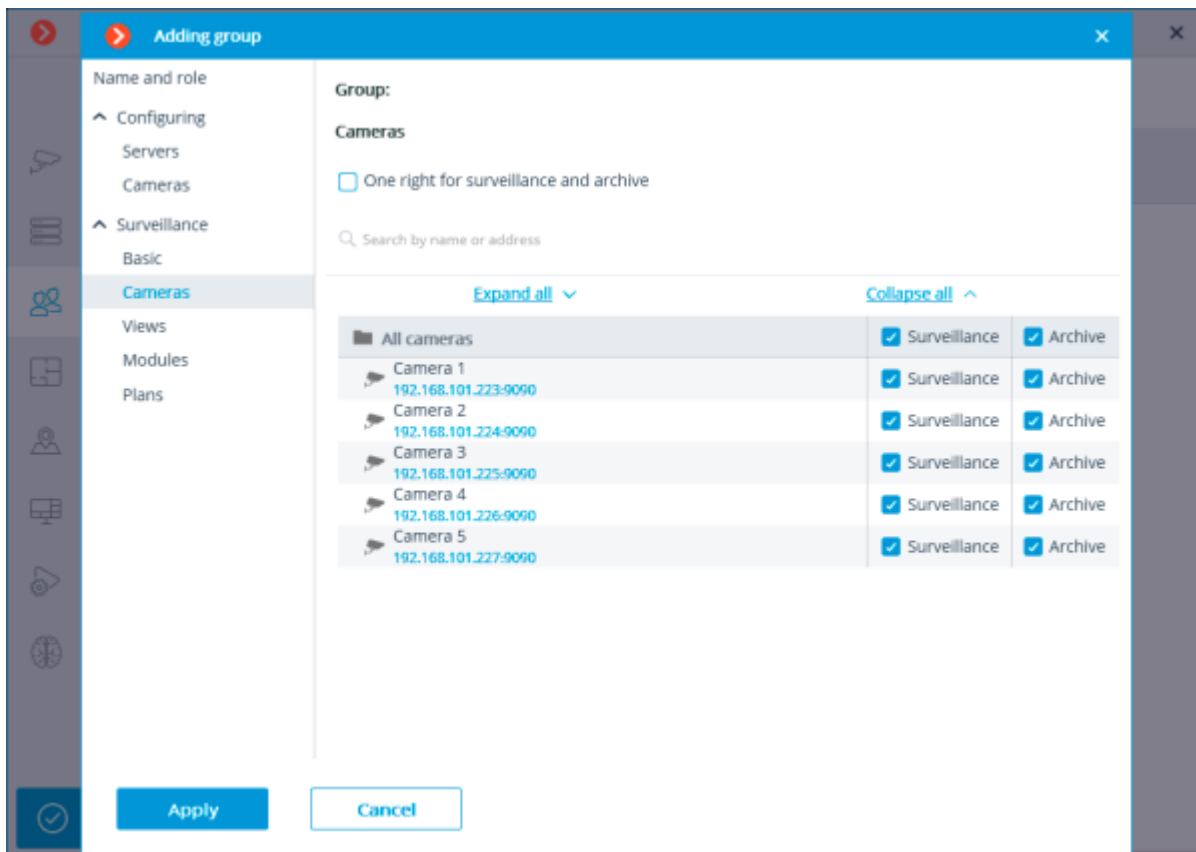 Adding group
Name and role
Configuring
Servers
Cameras
Surveillance
Basic
Cameras
Views
Modules
Plans
Group:
Cameras
One right for surveillance and archive
Search by name or address
Expand all
Collapse all
All cameras Surveillance Archive
Camera 1
192.168.101.223:9090 Surveillance Archive
Camera 2
192.168.101.224:9090 Surveillance Archive
Camera 3
192.168.101.225:9090 Surveillance Archive
Camera 4
192.168.101.226:9090 Surveillance Archive
Camera 5
192.168.101.227:9090 Surveillance Archive
Apply
Cancel